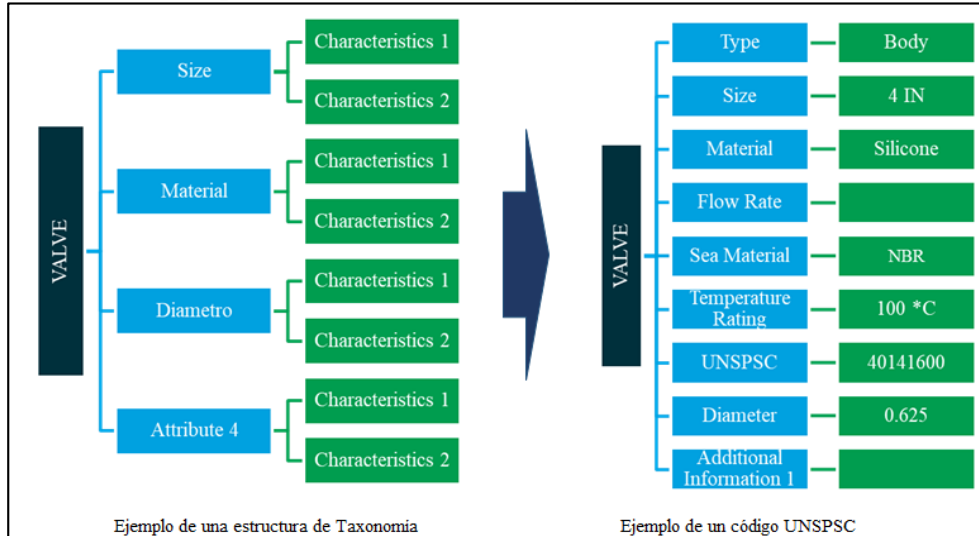 VALVE
Size
Characteristics 1
Characteristics 2
Material
Characteristics 1
Characteristics 2
Diametro
Characteristics 1
Characteristics 2
Attribute 4
Characteristics 1
Characteristics 2
Ejemplo de una estructura de Taxonomia
VALVE
Type
Body
Size
4 IN
Material
Silicone
Flow Rate
Sea Material
NBR
Temperature
Rating
100 *C
UNSPSC
40141600
Diameter
0.625
Additional
Information 1
Ejemplo de un código UNSPSC